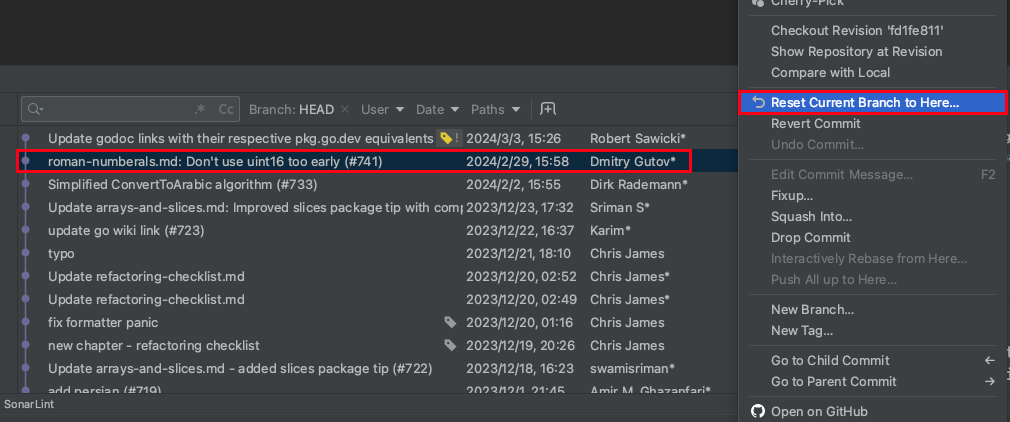 Cherry-Pick
Checkout Revision 'fd1fe811'
Show Repository at Revision
Compare with Local
Reset Current Branch to Here...
Revert Commit
Undo Commit...
Edit Commit Message... F2
Fixup...
Squash Into...
Drop Commit
Interactively Rebase from Here...
Push All up to Here...
New Branch...
New Tag...
Go to Child Commit ←
Go to Parent Commit →
Open on GitHub
.* Cc Branch: HEAD × User Date Paths
Update godoc links with their respective pkg.go.dev equivalents ! 2024/3/3, 15:26 Robert Sawicki*
roman-numberals.md: Don't use uint16 too early (#741) 2024/2/29, 15:58 Dmitry Gutov*
Simplified ConvertToArabic algorithm (#733) 2024/2/2, 15:55 Dirk Rademann*
Update arrays-and-slices.md: Improved slices package tip with com 2023/12/23, 17:32 Sriman S*
update go wiki link (#723) 2023/12/22, 16:37 Karim*
typo 2023/12/21, 18:10 Chris James
Update refactoring-checklist.md 2023/12/20, 02:52 Chris James*
Update refactoring-checklist.md 2023/12/20, 02:49 Chris James*
fix formatter panic 2023/12/20, 01:16 Chris James
new chapter - refactoring checklist 2023/12/19, 20:26 Chris James
Update arrays-and-slices.md - added slices package tip (#722) 2023/12/18, 16:23 swamisriman*
add persian (#719) 2023/12/1, 21:45 Amir M. Ghazanfari*
SonarLint